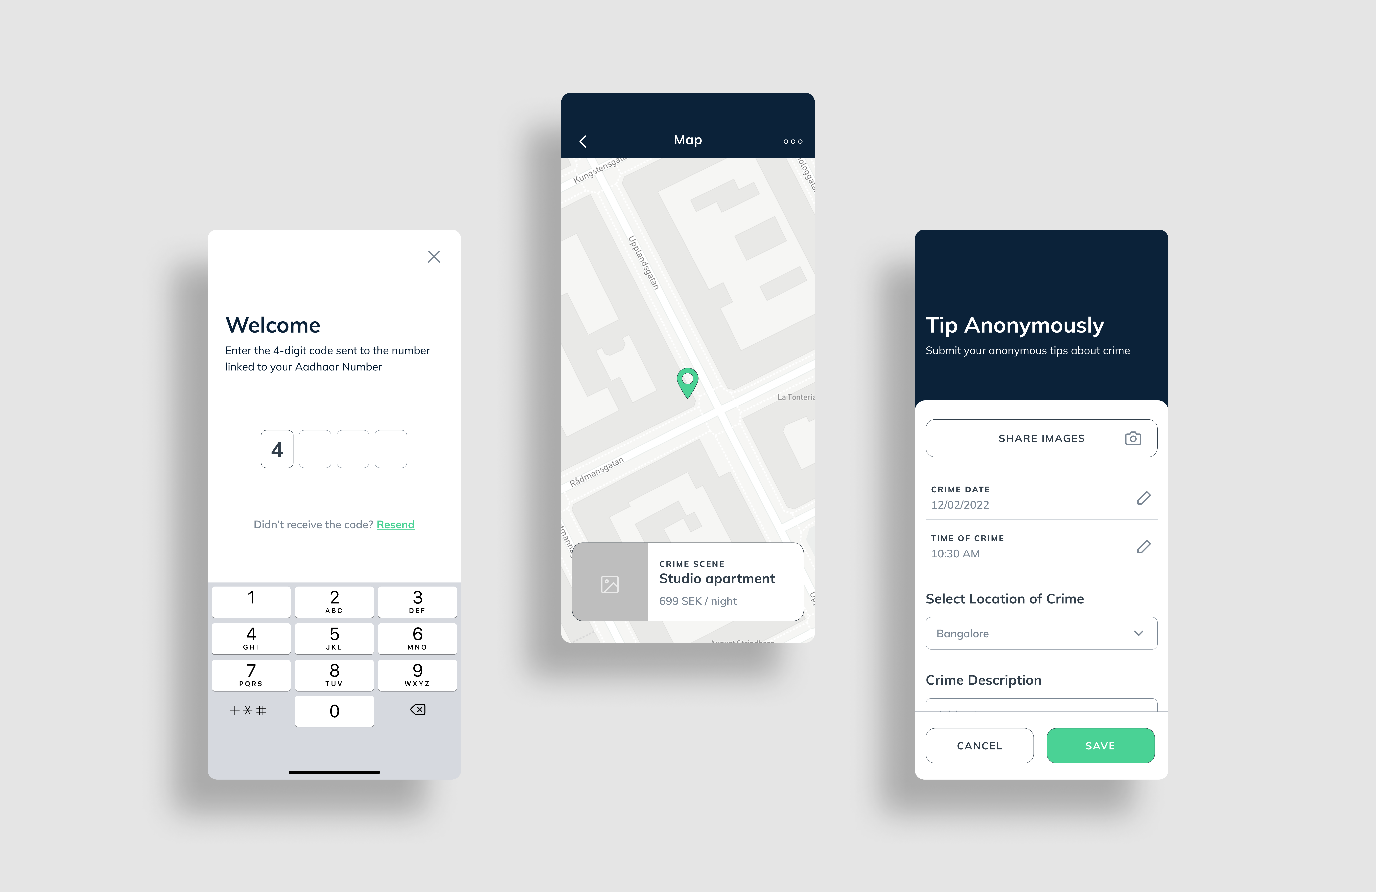 Welcome
Enter the 4-digit code sent to the number
linked to your Aadhaar Number
4
Didn't receive the code? Resend
1
2
ABC
3
DEF
4
GHI
5
JKL
6
MNO
7
PQRS
8
TUV
9
WXYZ
+*#
0
Map
Kungstensgata
Upplandsgatan
La Tonteria
Rådmansgatan
CRIME SCENE
Studio apartment
699 SEK / night
Tip Anonymously
Submit your anonymous tips about crime
SHARE IMAGES
CRIME DATE
12/02/2022
TIME OF CRIME
10:30 AM
Select Location of Crime
Bangalore
Crime Description
CANCEL
SAVE